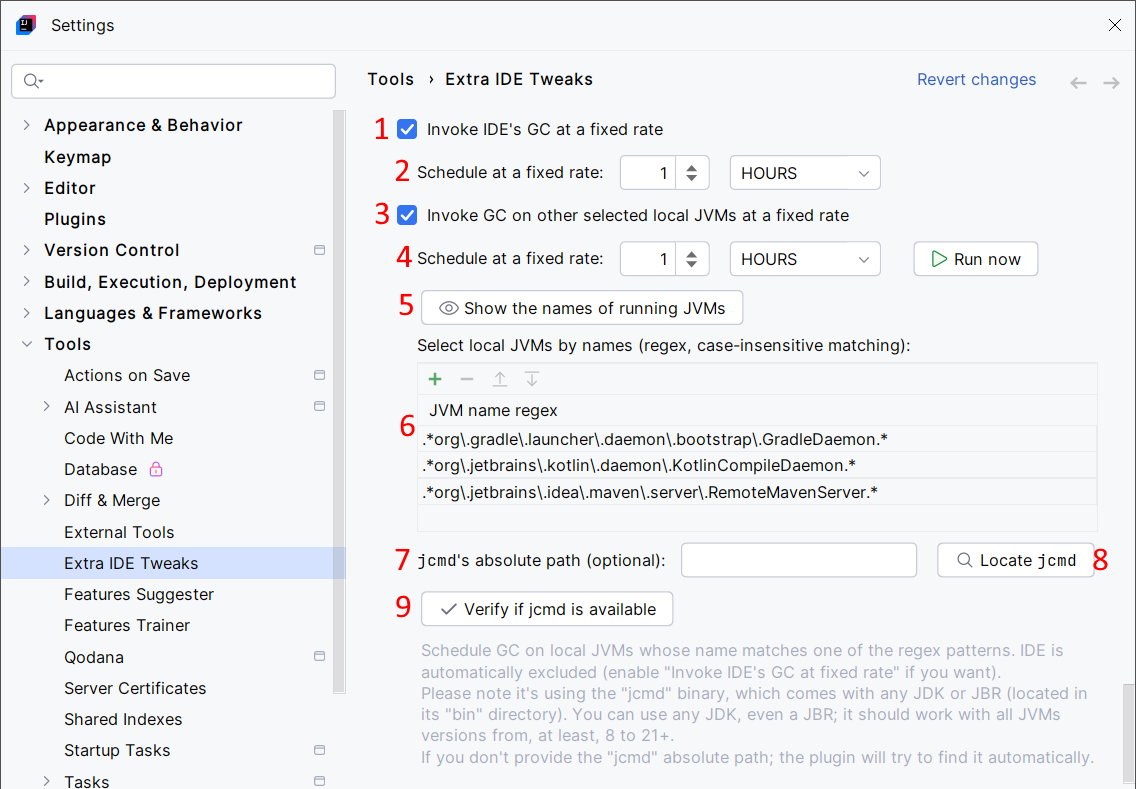 Settings
Tools › Extra IDE Tweaks Revert changes
Appearance & Behavior
Keymap
Editor
Plugins
Version Control
Build, Execution, Deployment
Languages & Frameworks
Tools
Actions on Save
AI Assistant
Code With Me
Database
Diff & Merge
External Tools
Extra IDE Tweaks
Features Suggester
Features Trainer
Qodana
Server Certificates
Shared Indexes
Startup Tasks
Tasks
1 Invoke IDE's GC at a fixed rate
2 Schedule at a fixed rate: 1 HOURS
3 Invoke GC on other selected local JVMs at a fixed rate
4 Schedule at a fixed rate: 1 HOURS Run now
5 Show the names of running JVMs
Select local JVMs by names (regex, case-insensitive matching):
JVM name regex
6
.*org\.gradle\.launcher\.daemon\.bootstrap\.GradleDaemon.*
.*org\.jetbrains\.kotlin\.daemon\.KotlinCompileDaemon.*
.*org\.jetbrains\.idea\.maven\.server\.RemoteMavenServer.*
7 jcmd's absolute path (optional): Locate jcmd 8
9 Verify if jcmd is available
Schedule GC on local JVMs whose name matches one of the regex patterns. IDE is
automatically excluded (enable "Invoke IDE's GC at fixed rate" if you want).
Please note it's using the "jcmd" binary, which comes with any JDK or JBR (located in
its "bin" directory). You can use any JDK, even a JBR; it should work with all JVMs
versions from, at least, 8 to 21+.
If you don't provide the "jcmd" absolute path; the plugin will try to find it automatically.